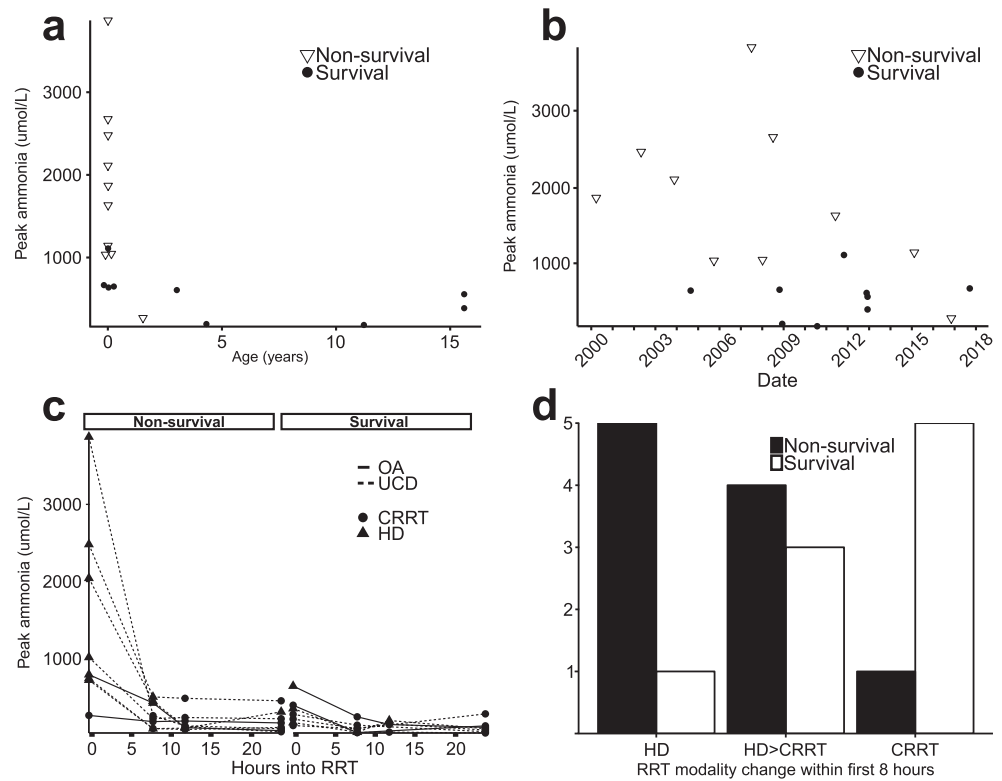 a
Peak ammonia (umol/L)
3000
2000
1000
Non-survival
Survival
0 5 10 15
Age (years)
b
Peak ammonia (umol/L)
3000
2000
1000
Non-survival
Survival
2000 2003 2006 2009 2012 2015 2018
Date
c
Non-survival Survival
Peak ammonia (umol/L)
3000
2000
1000
OA
UCD
CRRT
HD
0 5 10 15 20 0 5 10 15 20
Hours into RRT
d
5
4
3
2
1
Non-survival
Survival
HD HD>CRRT CRRT
RRT modality change within first 8 hours